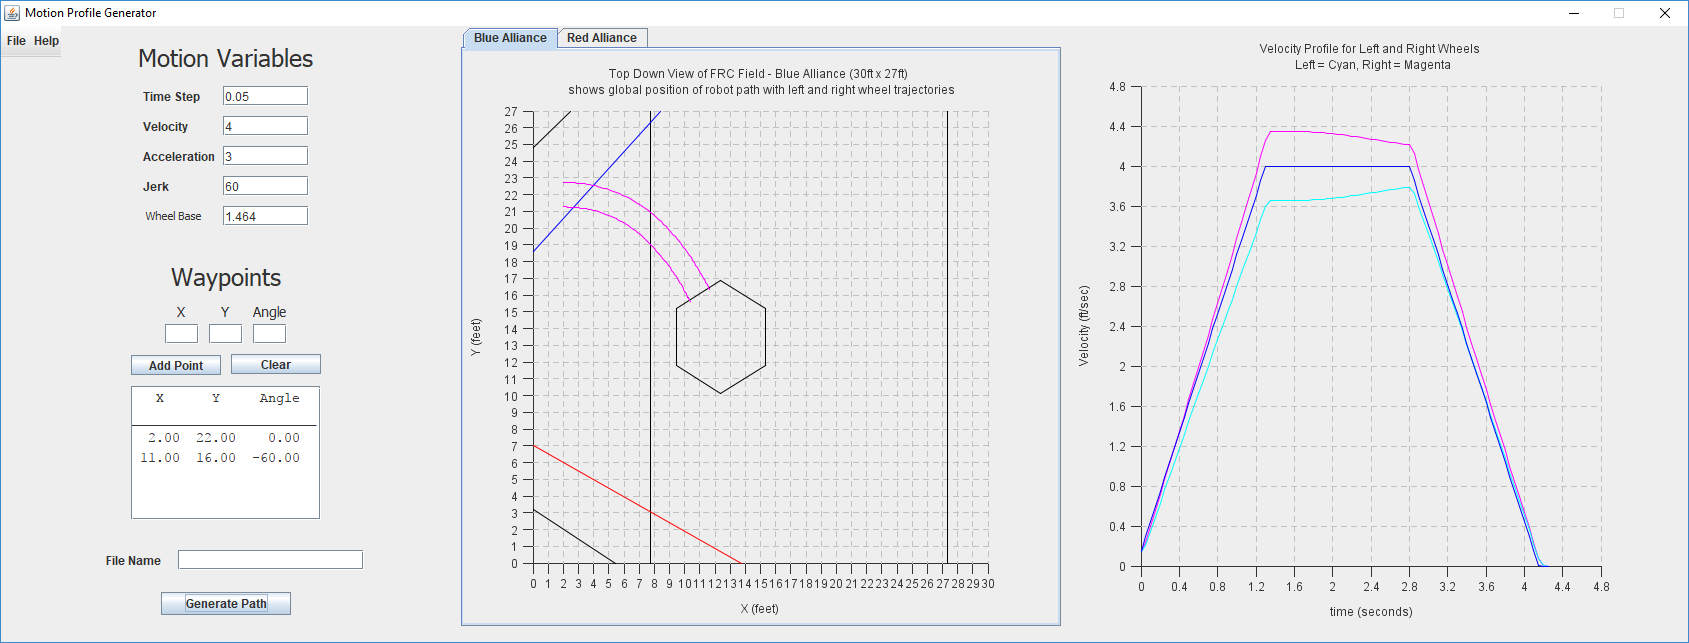 Motion Profile Generator
File Help
Motion Variables
Time Step 0.05
Velocity 4
Acceleration 3
Jerk 60
Wheel Base 1.464
Waypoints
X Y Angle
Add Point Clear
X Y Angle
2.00 22.00 0.00
11.00 16.00 -60.00
File Name
Generate Path
Blue Alliance Red Alliance
Top Down View of FRC Field - Blue Alliance (30ft x 27ft)
shows global position of robot path with left and right wheel trajectories
27
26
25
24
23
22
21
20
19
18
17
16
15
14
13
12
11
10
9
8
7
6
5
4
3
2
1
0
Y (feet)
0 1 2 3 4 5 6 7 8 9 10 11 12 13 14 15 16 17 18 19 20 21 22 23 24 25 26 27 28 29 30
X (feet)
Velocity Profile for Left and Right Wheels
Left = Cyan, Right = Magenta
4.8
4.4
4
3.6
3.2
2.8
2.4
2
1.6
1.2
0.8
0.4
0
Velocity (ft/sec)
0 0.4 0.8 1.2 1.6 2 2.4 2.8 3.2 3.6 4 4.4 4.8
time (seconds)